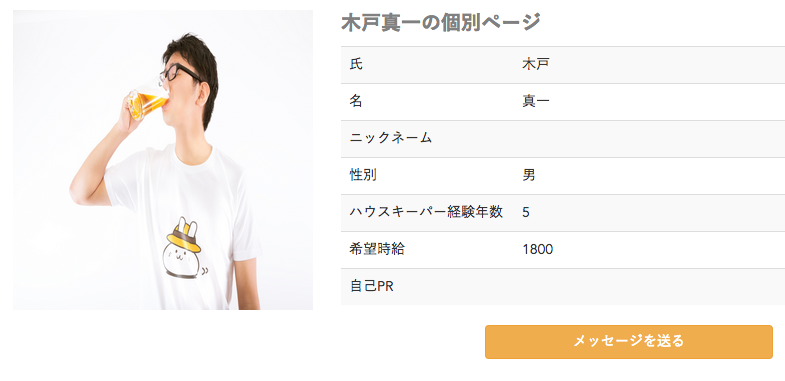 木戸真一の個別ページ
氏 木戸
名 真一
ニックネーム
性別 男
ハウスキーパー経験年数 5
希望時給 1800
自己PR
メッセージを送る